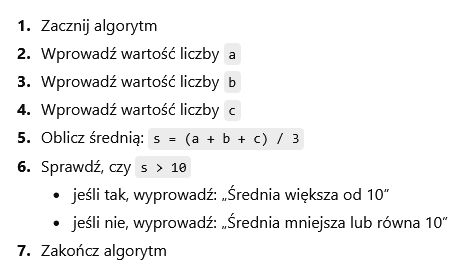 1. Zacznij algorytm
2. Wprowadź wartość liczby a
3. Wprowadź wartość liczby b
4. Wprowadź wartość liczby c
5. Oblicz średnią: s = (a + b + c) / 3
6. Sprawdź, czy s > 10
• jeśli tak, wyprowadź: „Średnia większa od 10”
• jeśli nie, wyprowadź: „Średnia mniejsza lub równa 10”
7. Zakończ algorytm